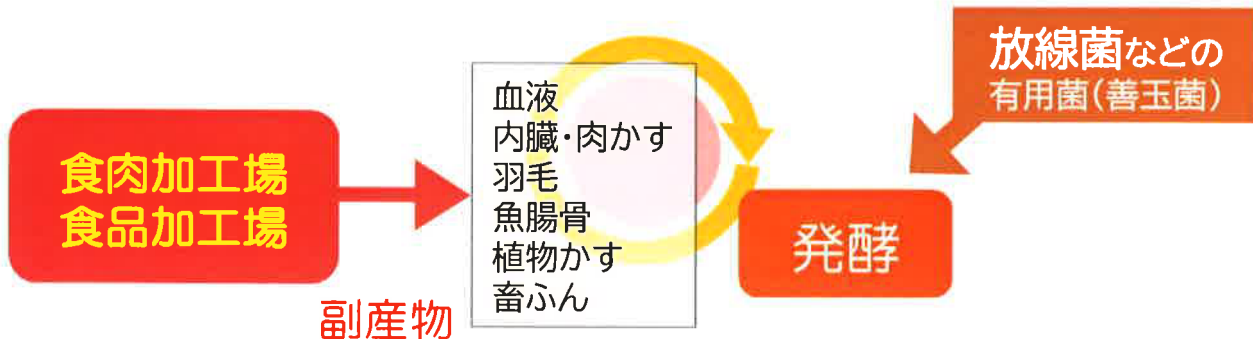 食肉加工場
食品加工場
副産物
血液
内臓・肉かす
羽毛
魚腸骨
植物かす
畜ふん
発酵
放線菌などの
有用菌(善玉菌)